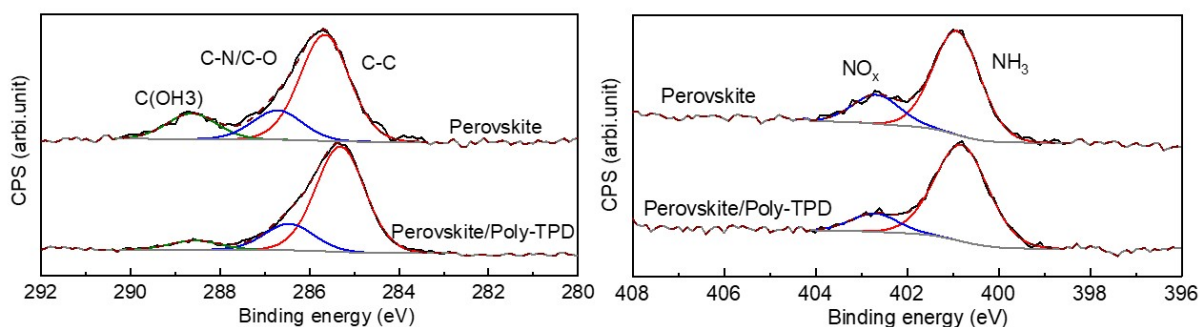 CPS (arbi.unit)
C(OH3)
C-N/C-O
C-C
Perovskite
Perovskite/Poly-TPD
292 290 288 286 284 282 280
Binding energy (eV)
CPS (arbi.unit)
NOₓ
NH₃
Perovskite
Perovskite/Poly-TPD
408 406 404 402 400 398 396
Binding energy (eV)